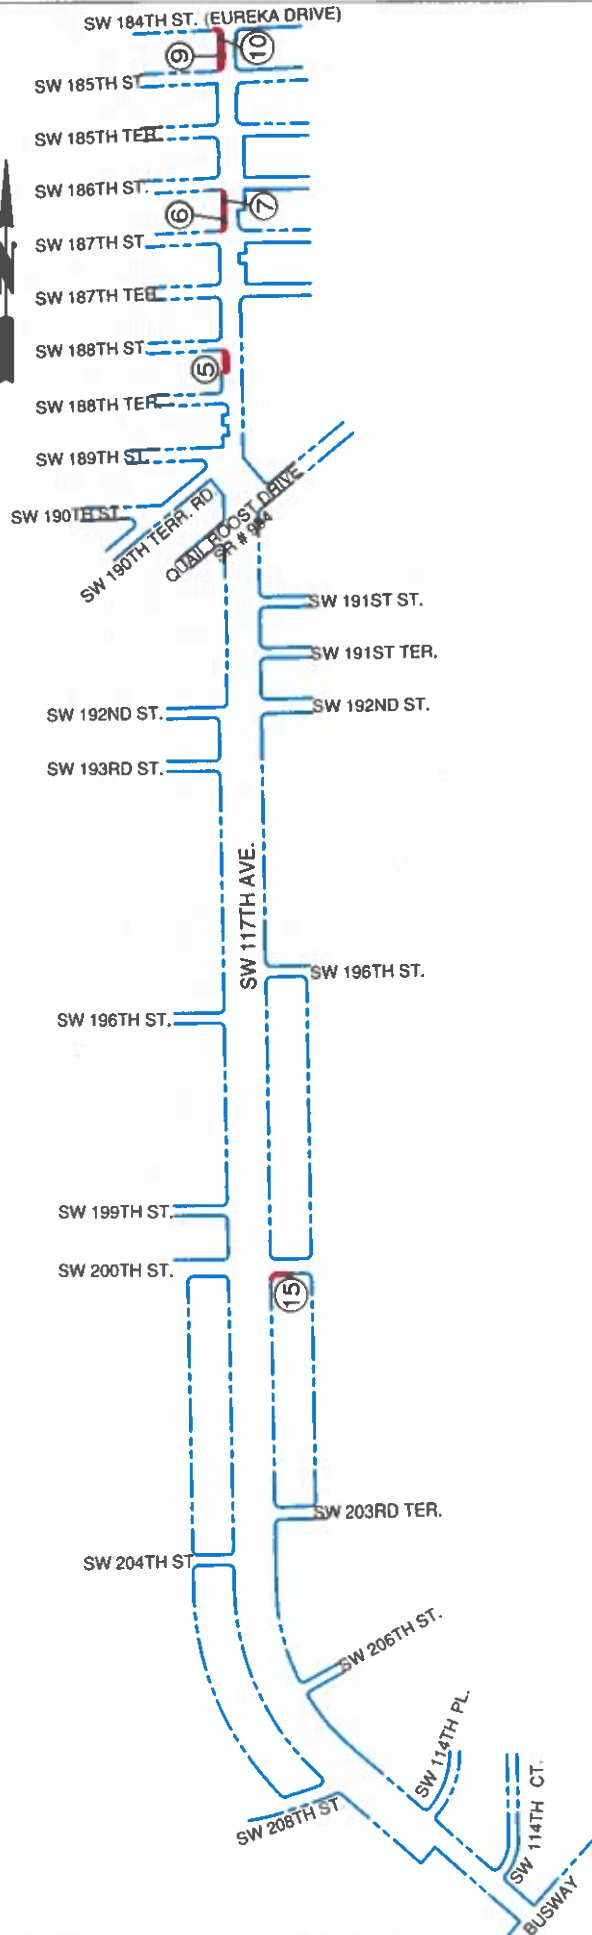 SW 184TH ST. (EUREKA DRIVE)
9
10
SW 185TH ST
SW 185TH TER.
SW 186TH ST.
6
7
SW 187TH ST
N
SW 187TH TER.
SW 188TH ST.
5
SW 188TH TER
SW 189TH ST.
SW 190TH ST
SW 190TH TERR. RD.
QUAIL ROOST DRIVE
SR # 994
SW 191ST ST.
SW 191ST TER.
SW 192ND ST.
SW 192ND ST.
SW 193RD ST.
SW 117TH AVE.
SW 196TH ST.
SW 196TH ST.
SW 199TH ST.
SW 200TH ST.
15
SW 203RD TER.
SW 204TH ST
SW 206TH ST.
SW 114TH PL.
SW 114TH CT.
SW 208TH ST.
BUSWAY